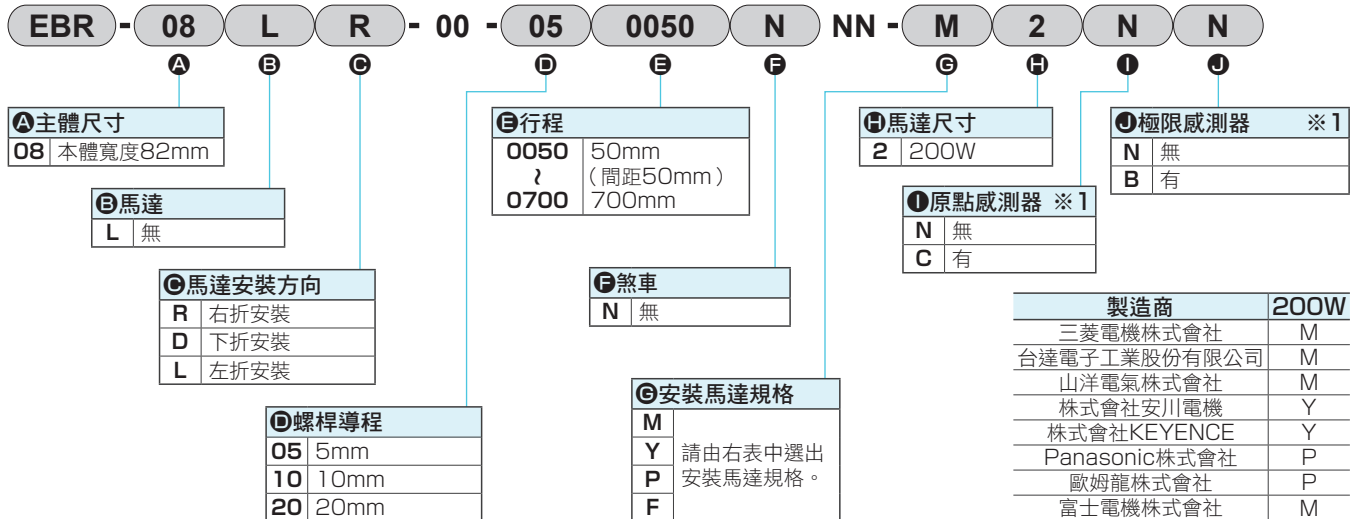 EBR - 08 L R - 00 - 05 0050 N NN - M 2 N N
A B C D E F G H I J
A主體尺寸
08 本體寬度82mm
B馬達
L 無
C馬達安裝方向
R 右折安裝
D 下折安裝
L 左折安裝
D螺桿導程
05 5mm
10 10mm
20 20mm
E行程
0050 50mm
~ （間距50mm）
0700 700mm
F煞車
N 無
G安裝馬達規格
M
Y 請由右表中選出
P 安裝馬達規格。
F
H馬達尺寸
2 200W
I原點感測器 ※1
N 無
C 有
J極限感測器 ※1
N 無
B 有
製造商 200W
三菱電機株式會社 M
台達電子工業股份有限公司 M
山洋電氣株式會社 M
株式會社安川電機 Y
株式會社KEYENCE Y
Panasonic株式會社 P
歐姆龍株式會社 P
富士電機株式會社 M